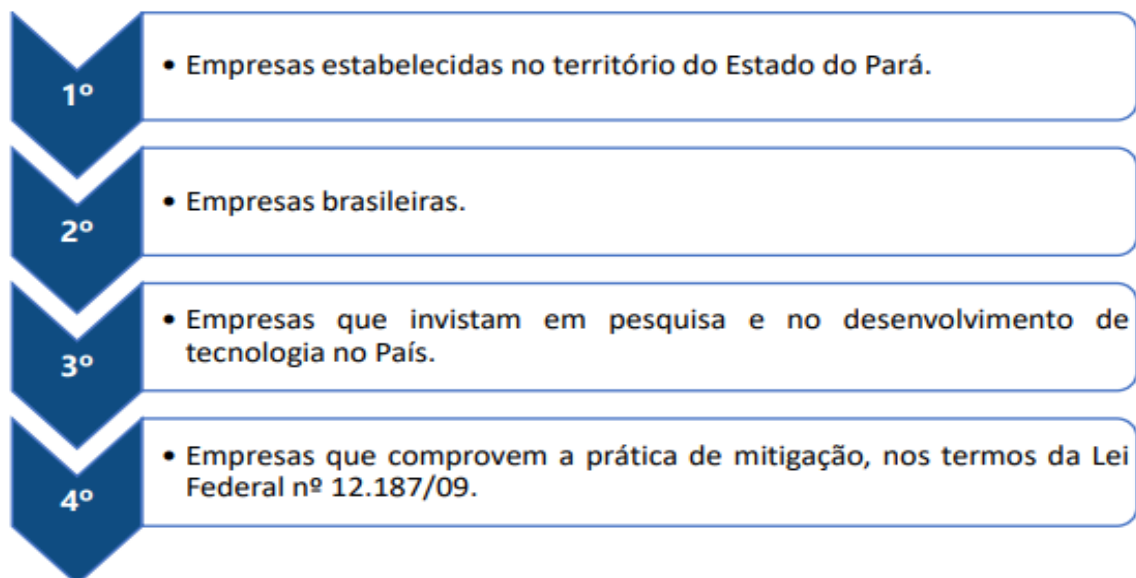 1º
• Empresas estabelecidas no território do Estado do Pará.
2º
• Empresas brasileiras.
3º
• Empresas que invistam em pesquisa e no desenvolvimento de
tecnologia no País.
4º
• Empresas que comprovem a prática de mitigação, nos termos da Lei
Federal nº 12.187/09.